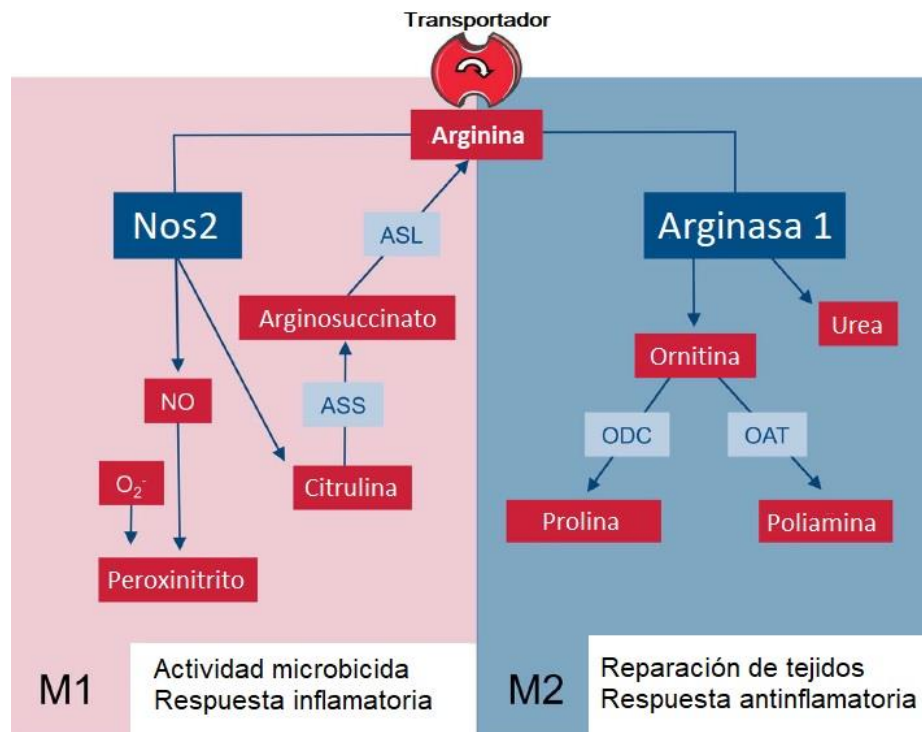 Transportador
Arginina
Nos2
Arginasa 1
ASL
Arginosuccinato
Urea
Ornitina
NO
ASS
ODC
OAT
O₂⁻
Citrulina
Prolina
Poliamina
Peroxinitrito
M1
Actividad microbicida
Respuesta inflamatoria
M2
Reparación de tejidos
Respuesta antinflamatoria